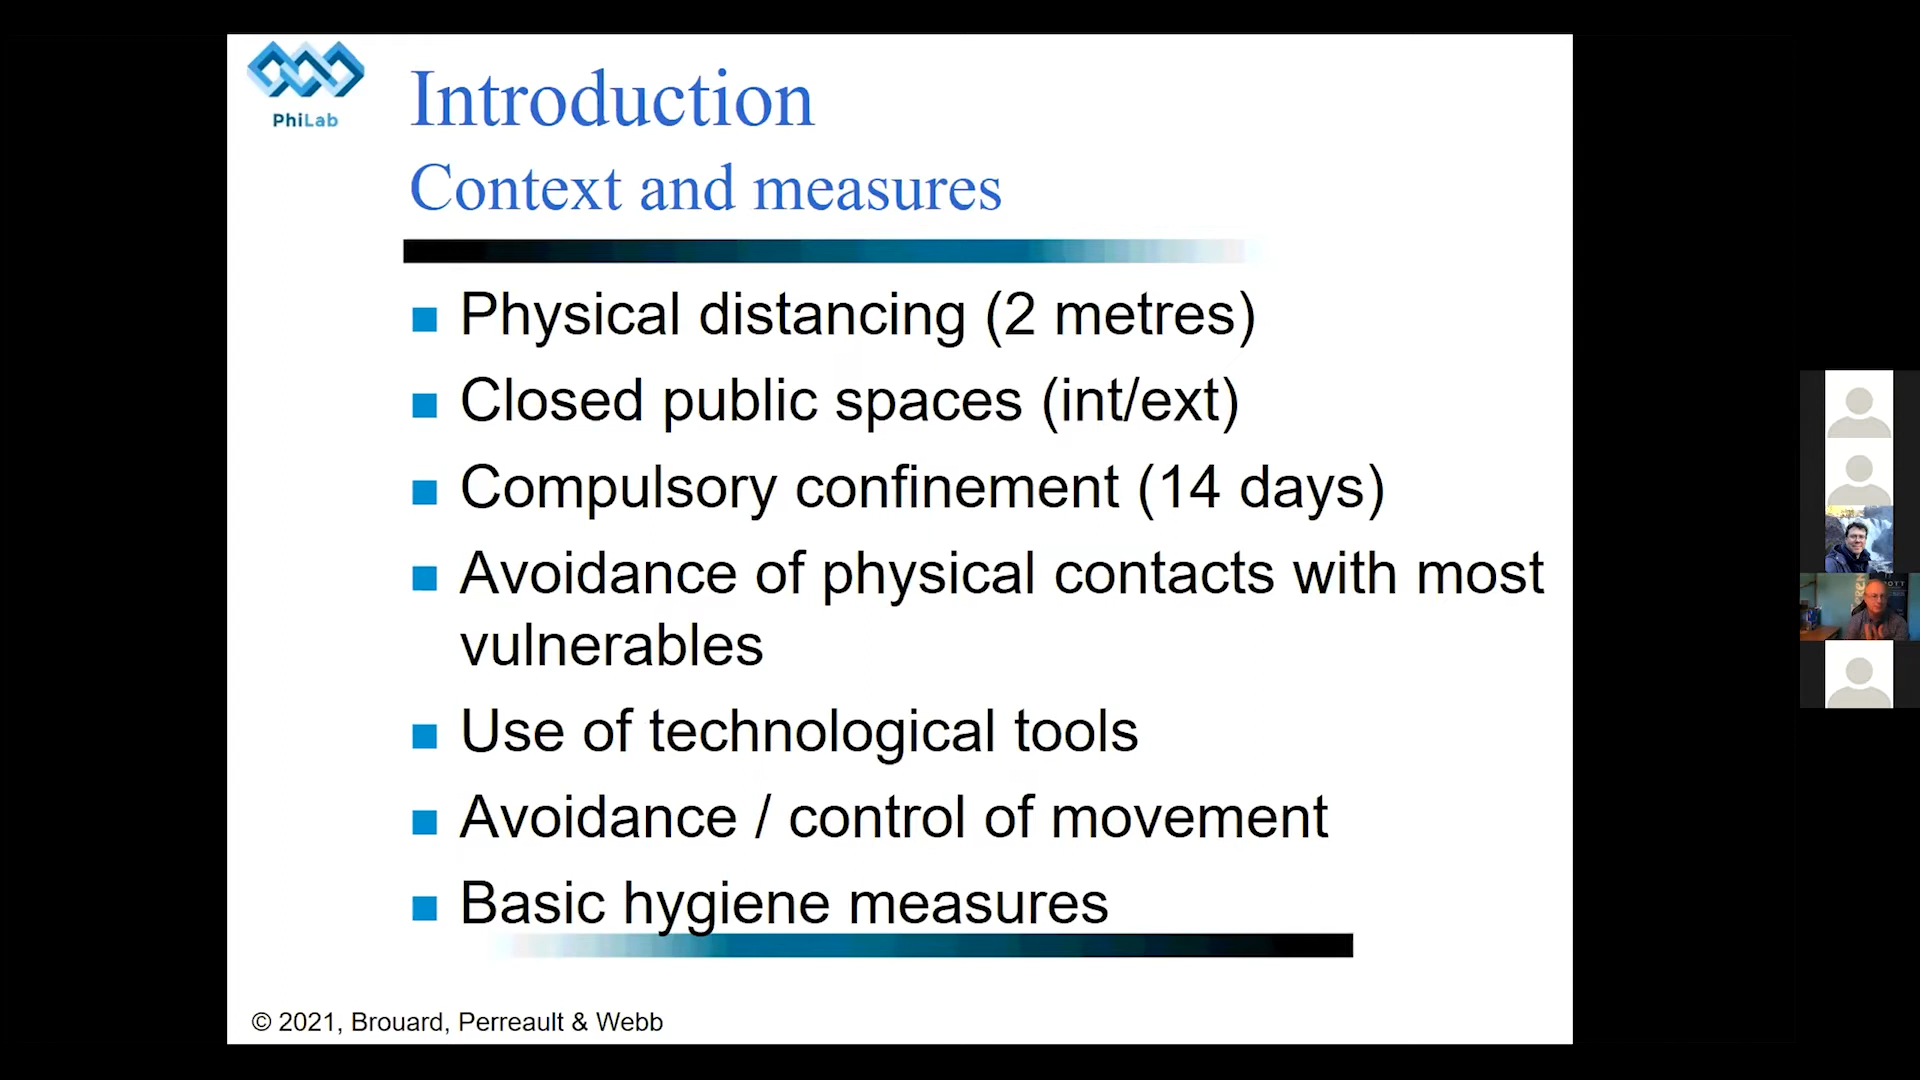 PhiLab
Introduction
Context and measures
Physical distancing (2 metres)
Closed public spaces (int/ext)
Compulsory confinement (14 days)
Avoidance of physical contacts with most
vulnerables
Use of technological tools
Avoidance / control of movement
Basic hygiene measures
© 2021, Brouard, Perreault & Webb